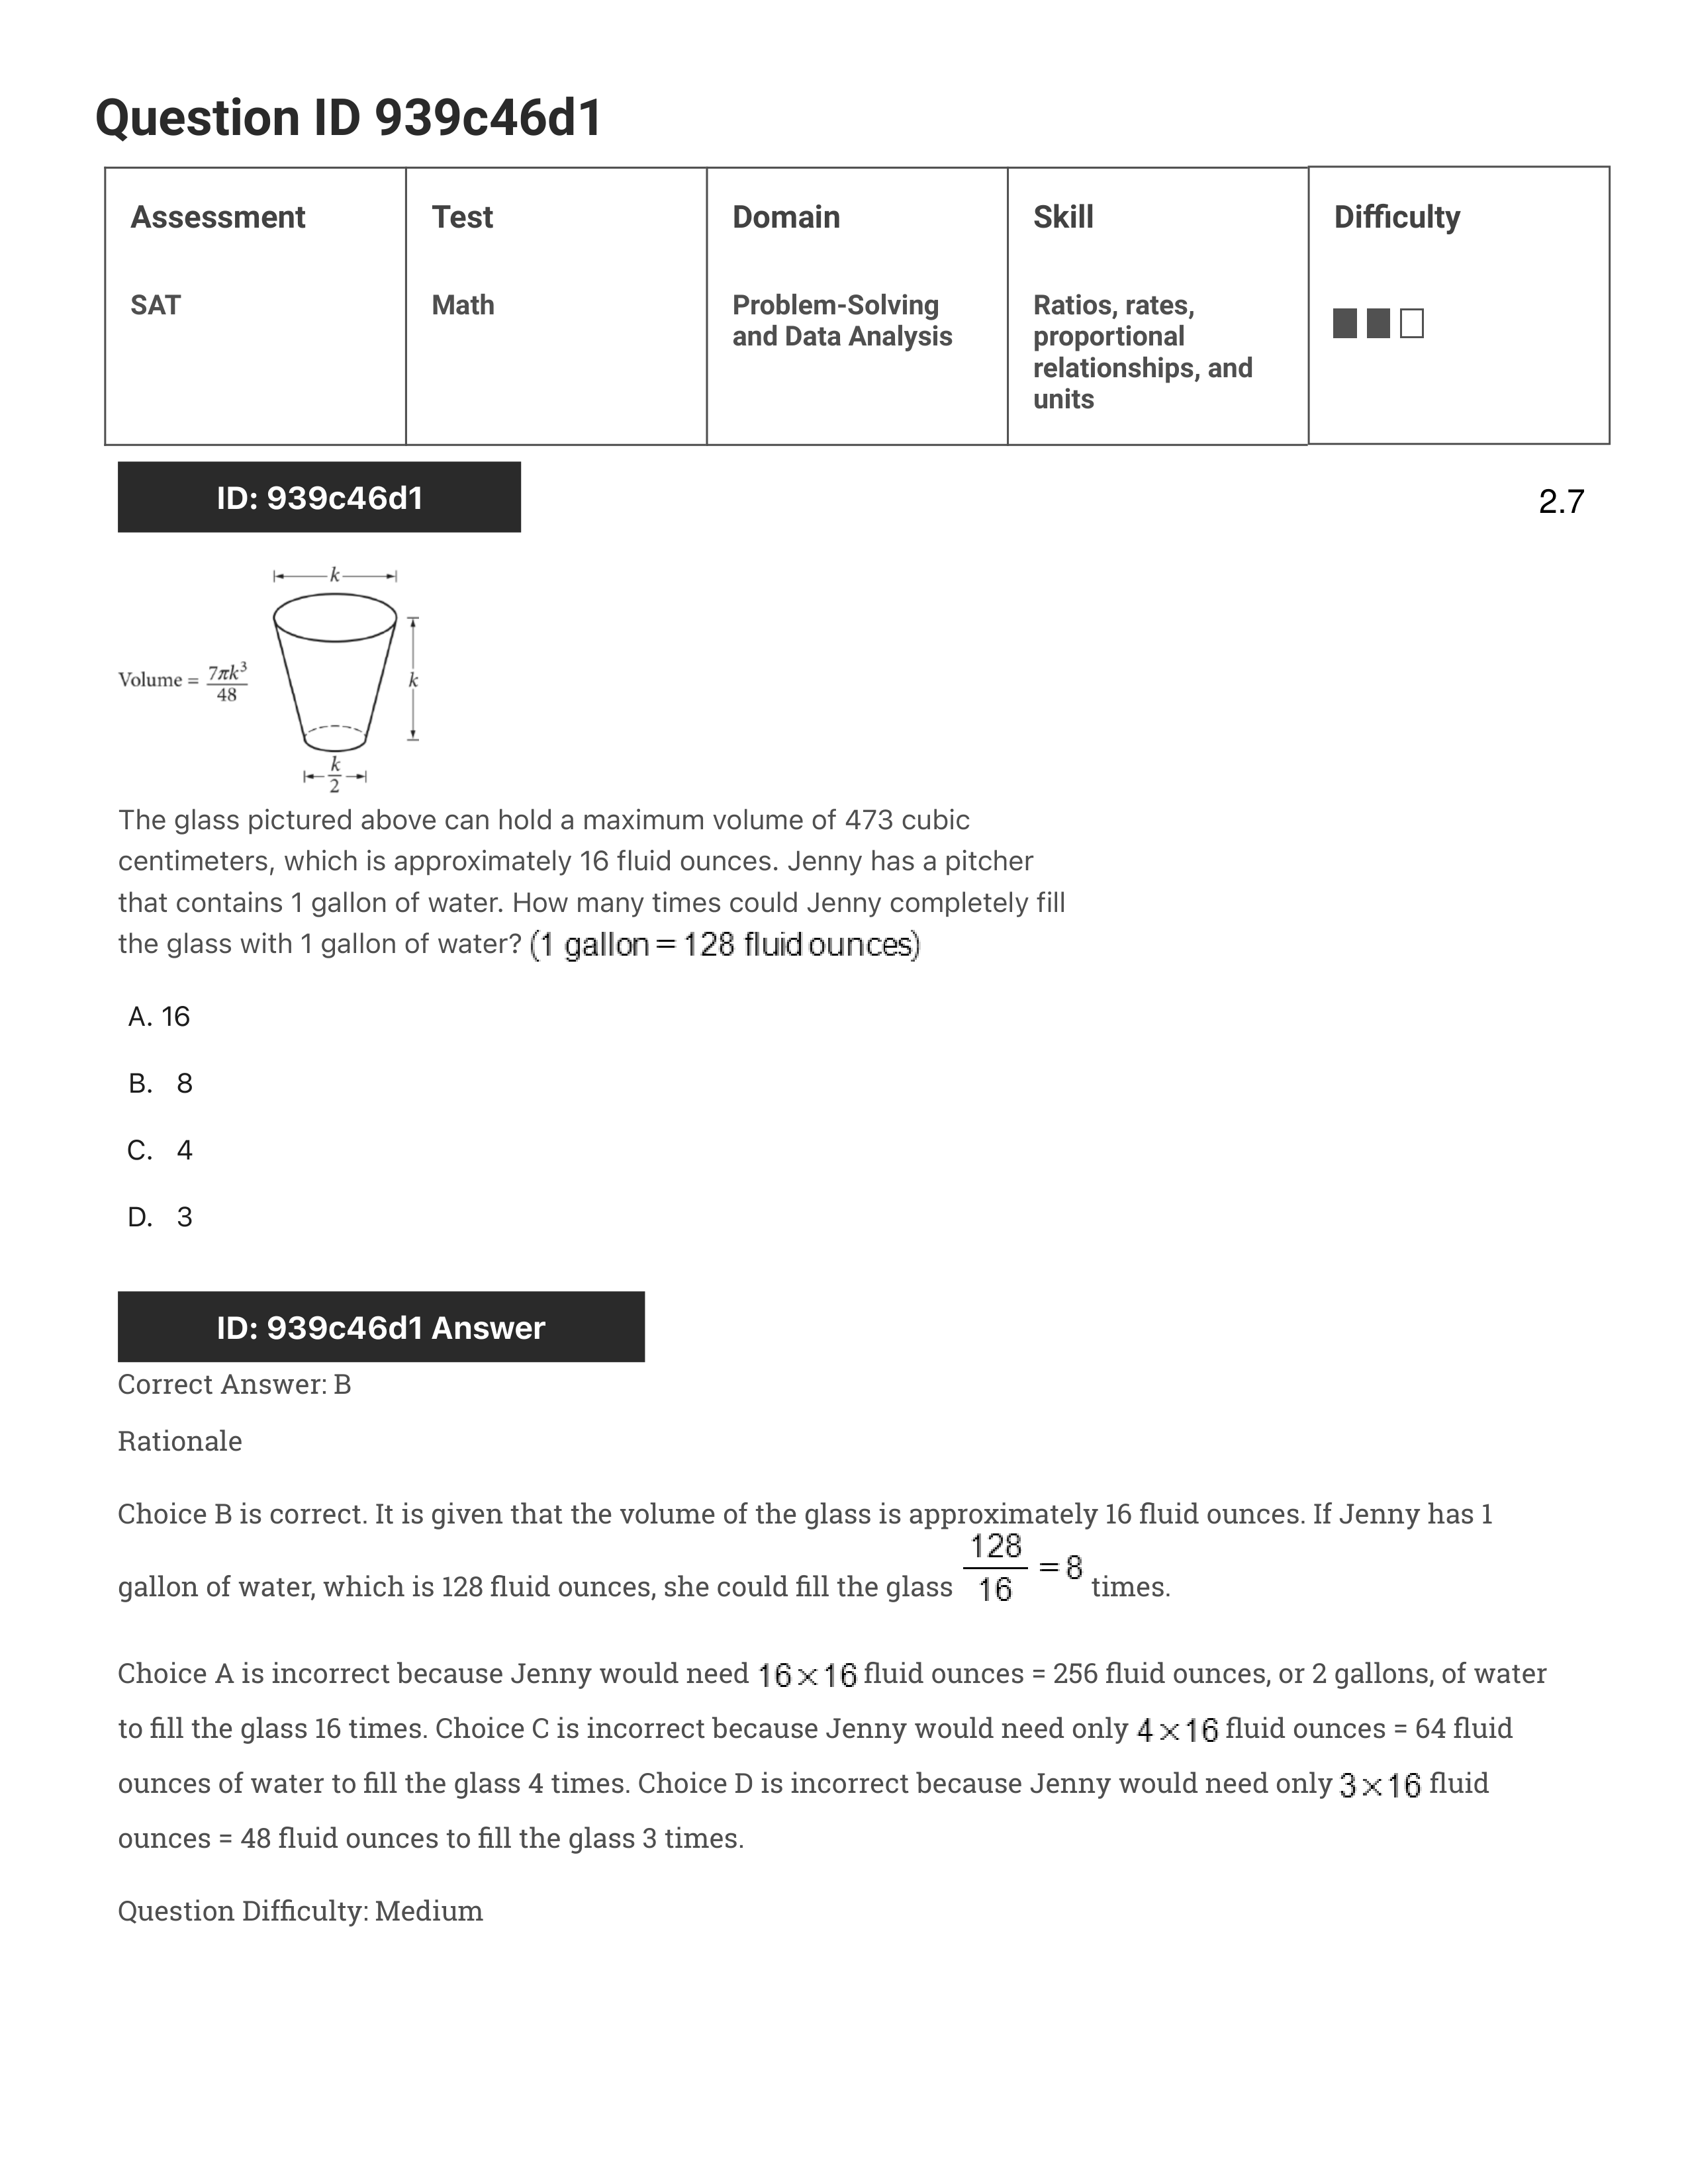 Question ID 939c46d1
Assessment Test Domain Skill Difficulty
SAT Math Problem-Solving and Data Analysis Ratios, rates, proportional relationships, and units
ID: 939c46d1
2.7
k
Volume = 7πk³/48
k
k/2
The glass pictured above can hold a maximum volume of 473 cubic
centimeters, which is approximately 16 fluid ounces. Jenny has a pitcher
that contains 1 gallon of water. How many times could Jenny completely fill
the glass with 1 gallon of water? (1 gallon = 128 fluid ounces)
A. 16
B. 8
C. 4
D. 3
ID: 939c46d1 Answer
Correct Answer: B
Rationale
Choice B is correct. It is given that the volume of the glass is approximately 16 fluid ounces. If Jenny has 1
gallon of water, which is 128 fluid ounces, she could fill the glass 128/16 = 8 times.
Choice A is incorrect because Jenny would need 16×16 fluid ounces = 256 fluid ounces, or 2 gallons, of water
to fill the glass 16 times. Choice C is incorrect because Jenny would need only 4×16 fluid ounces = 64 fluid
ounces of water to fill the glass 4 times. Choice D is incorrect because Jenny would need only 3×16 fluid
ounces = 48 fluid ounces to fill the glass 3 times.
Question Difficulty: Medium